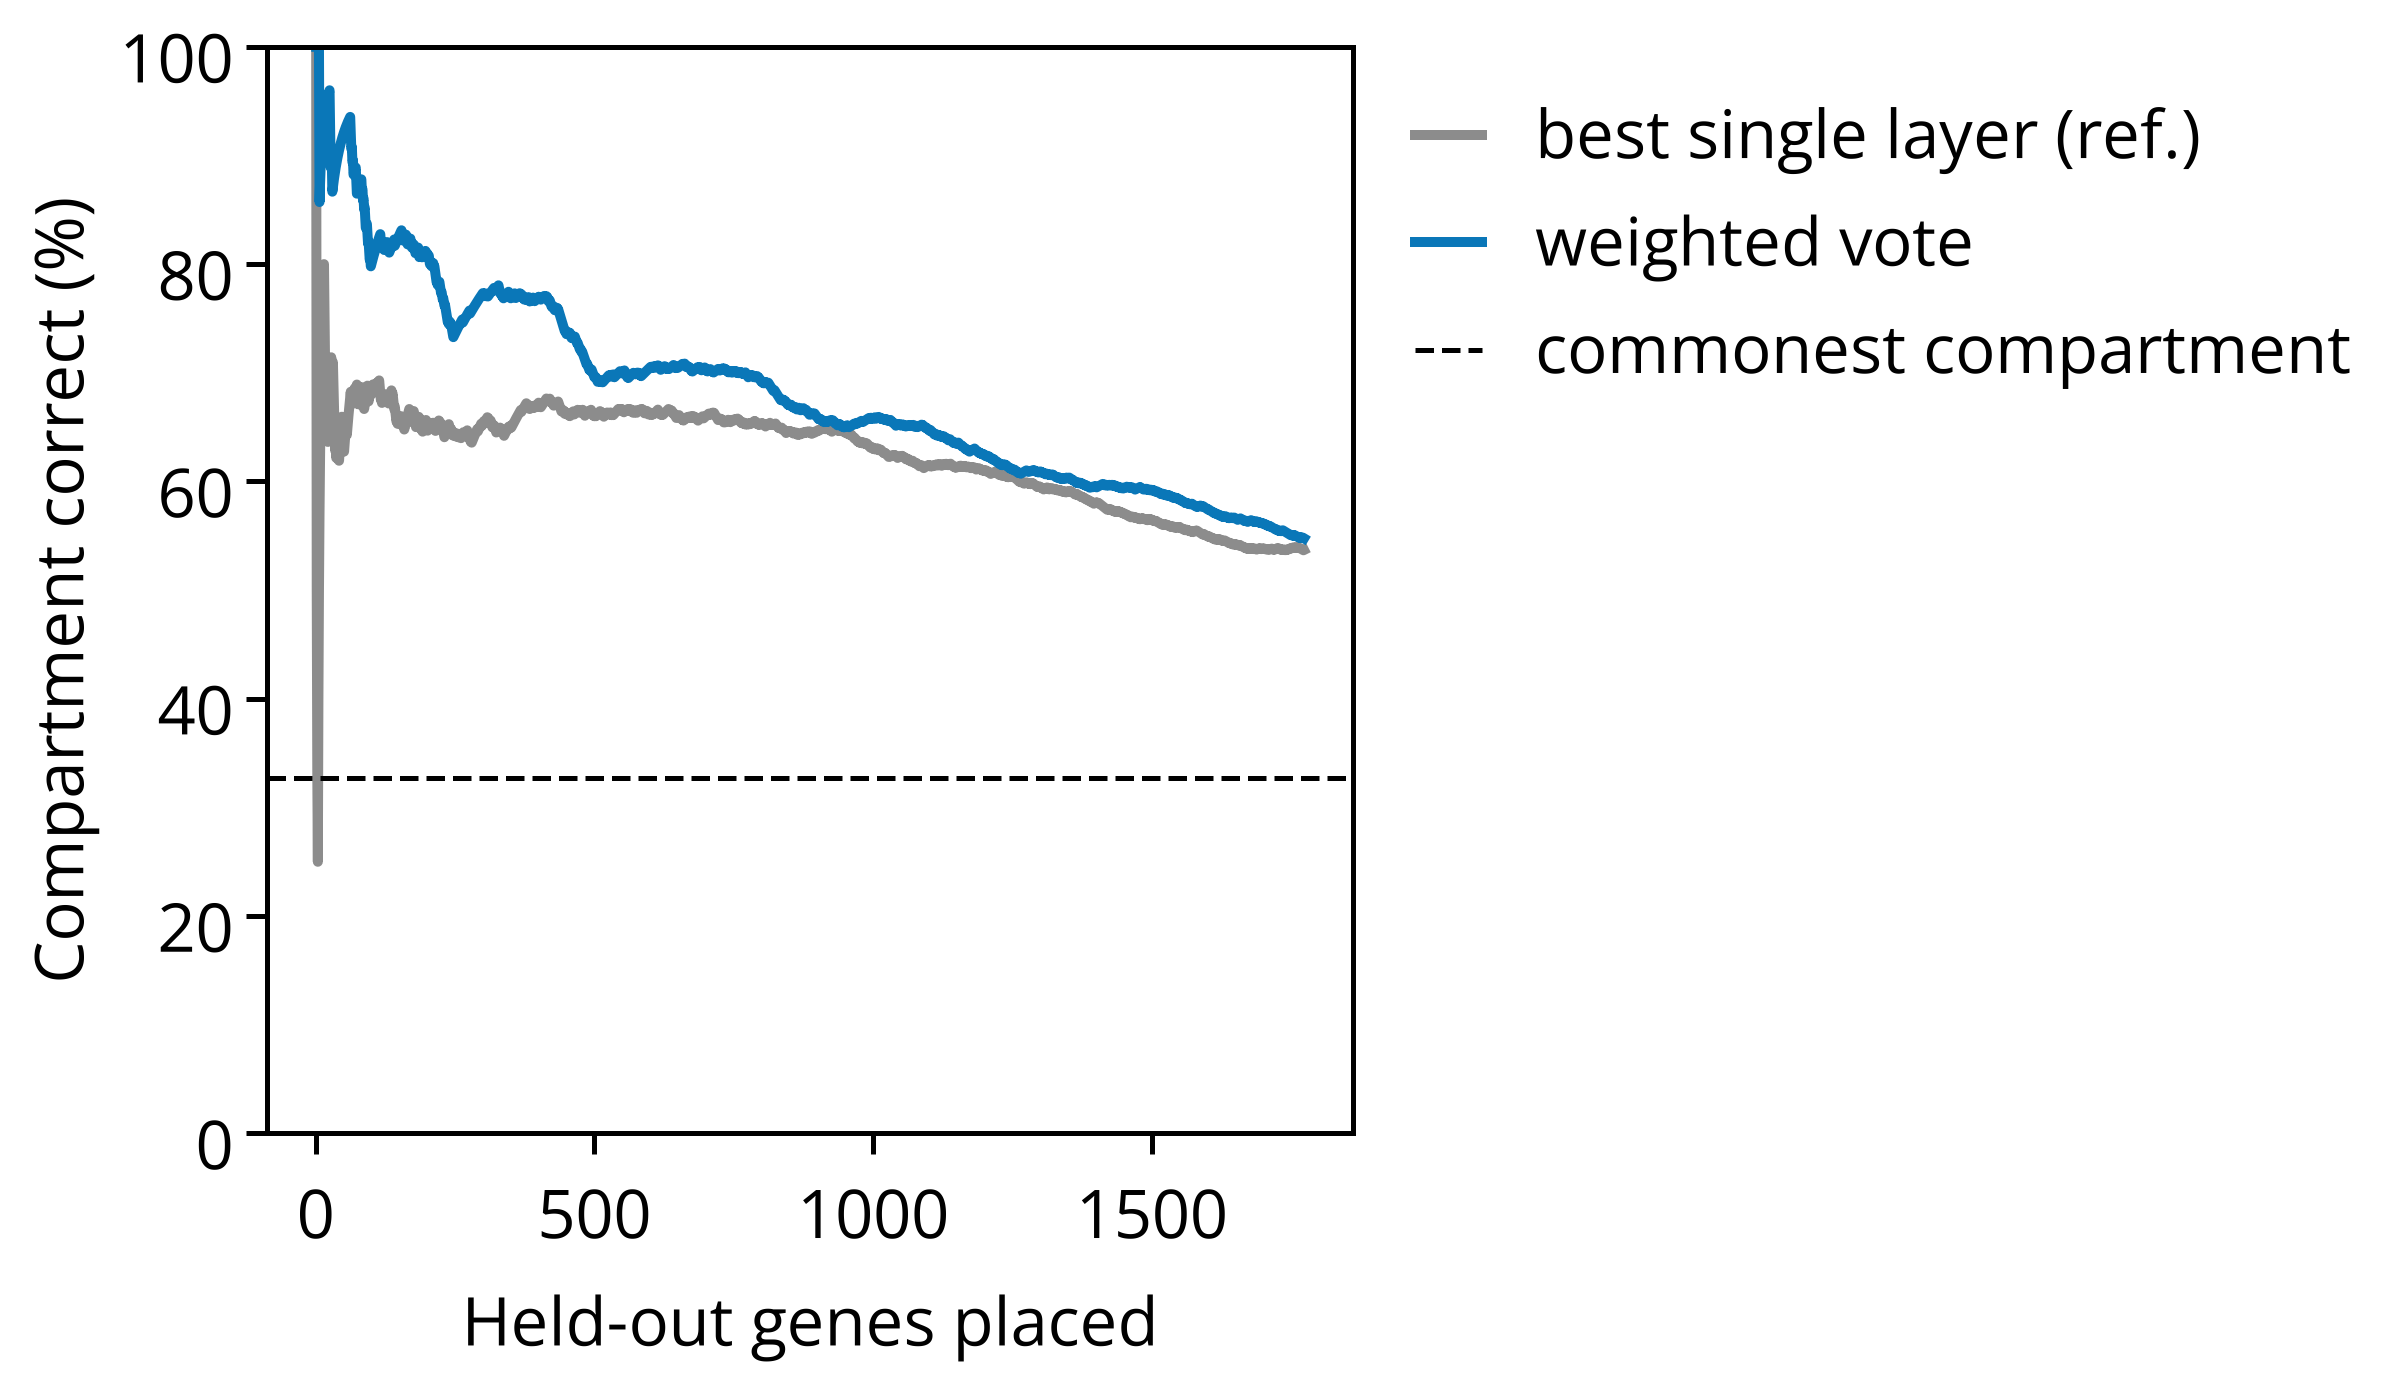 Compartment correct (%)
100
80
60
40
20
0
0 500 1000 1500
Held-out genes placed
best single layer (ref.)
weighted vote
commonest compartment